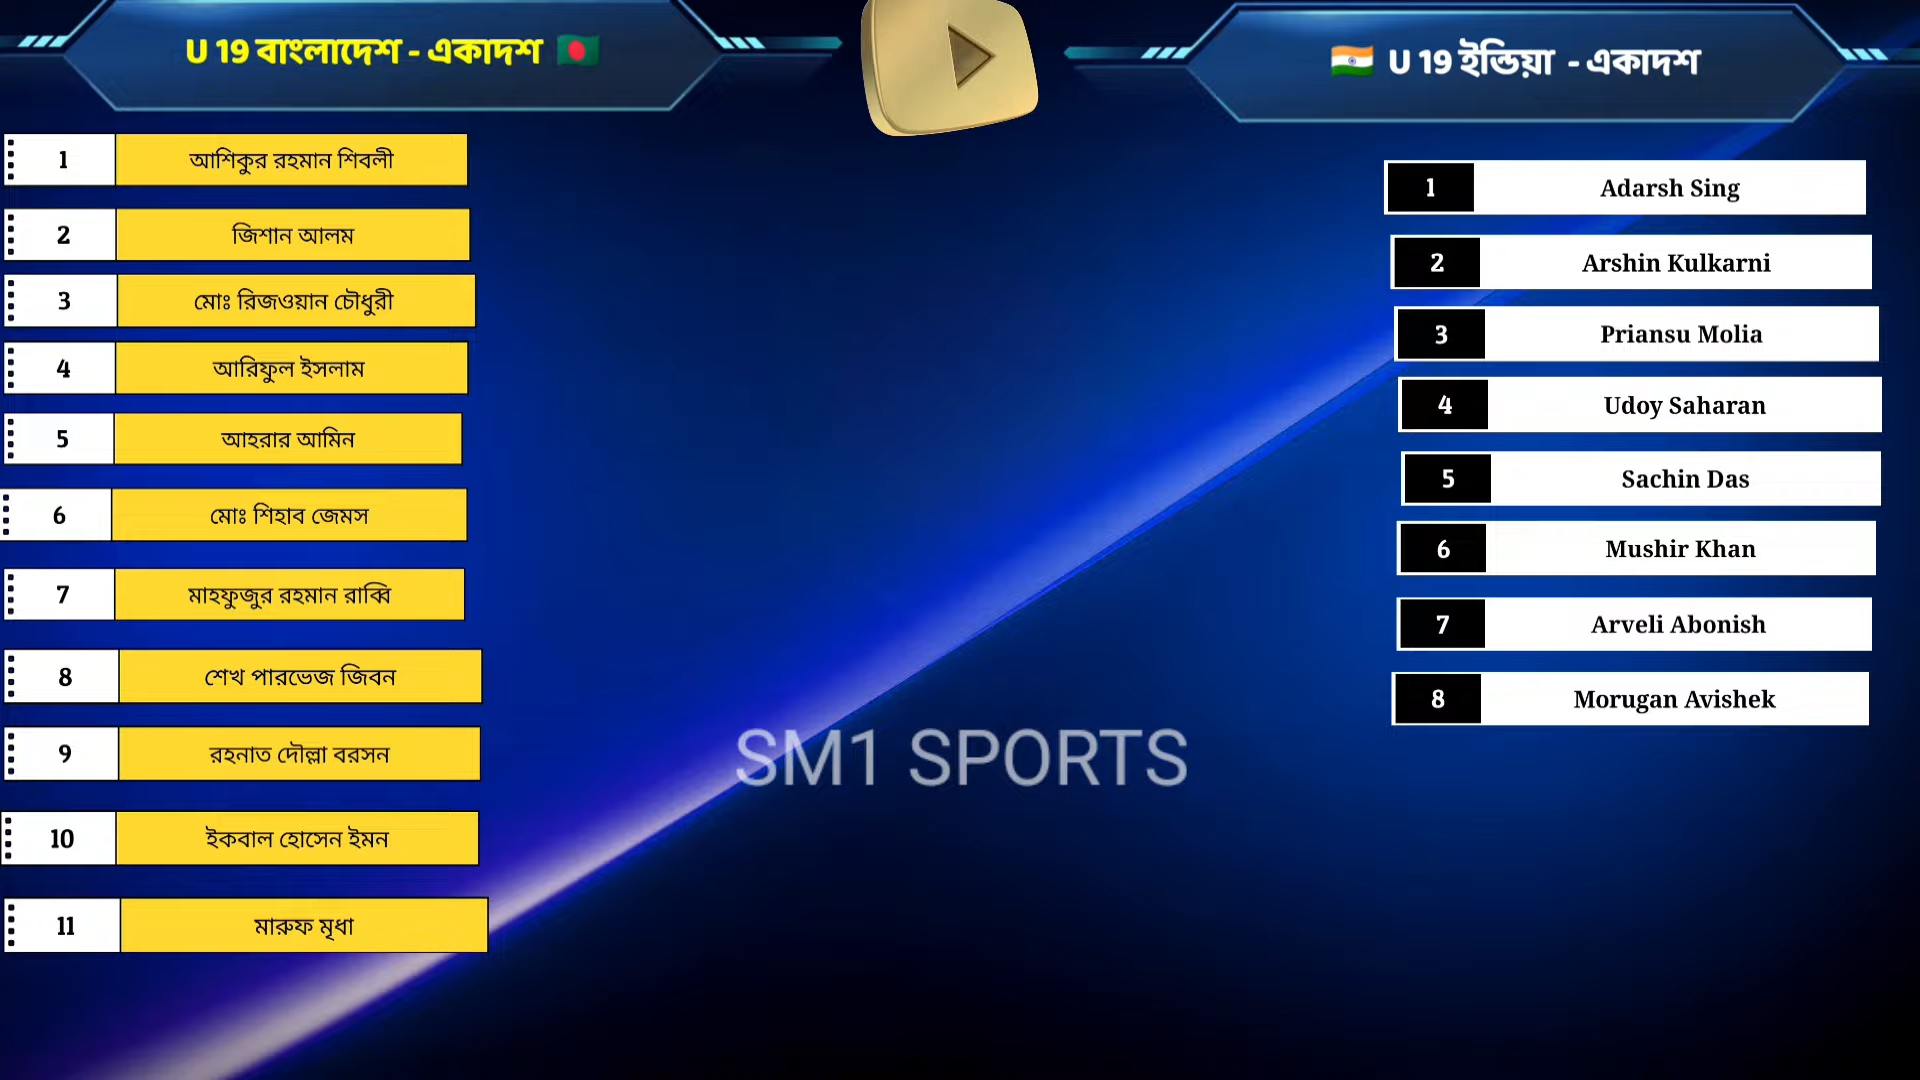 U 19 বাংলাদেশ - একাদশ
1 আশিকুর রহমান শিবলী
2 জিশান আলম
3 মোঃ রিজওয়ান চৌধুরী
4 আরিফুল ইসলাম
5 আহরার আমিন
6 মোঃ শিহাব জেমস
7 মাহফুজুর রহমান রাব্বি
8 শেখ পারভেজ জিবন
9 রহনাত দৌল্লা বরসন
10 ইকবাল হোসেন ইমন
11 মারুফ মৃধা
U 19 ইন্ডিয়া - একাদশ
1 Adarsh Sing
2 Arshin Kulkarni
3 Priansu Molia
4 Udoy Saharan
5 Sachin Das
6 Mushir Khan
7 Arveli Abonish
8 Morugan Avishek
SM1 SPORTS